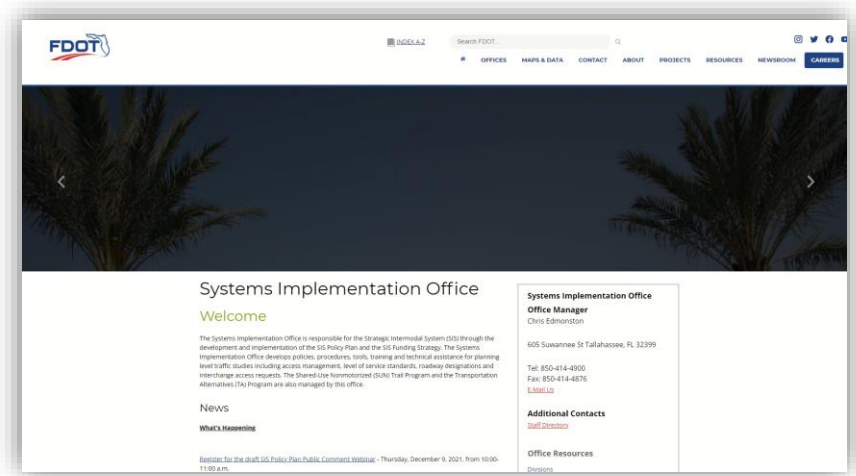 FDOT
INDEX A-Z
Search FDOT...
OFFICES MAPS & DATA CONTACT ABOUT PROJECTS RESOURCES NEWSROOM CAREERS
Systems Implementation Office
Welcome
The Systems Implementation Office is responsible for the Strategic Intermodal System (SIS) through the
development and implementation of the SIS Policy Plan and the SIS Funding Strategy. The Systems
Implementation Office develops policies, procedures, tools, training and technical assistance for planning
level traffic studies including access management, level of service standards, roadway designations and
interchange access requests. The Shared-Use Nonmotorized (SUN) Trail Program and the Transportation
Alternatives (TA) Program are also managed by this office.
News
What's Happening
Register for the draft SIS Policy Plan Public Comment Webinar - Thursday, December 9, 2021, from 10:00-
11:00 a.m.
Systems Implementation Office
Office Manager
Chris Edmonston
605 Suwannee St Tallahassee, FL 32399
Tel: 850-414-4900
Fax: 850-414-4876
E-Mail Us
Additional Contacts
Staff Directory
Office Resources
Divisions